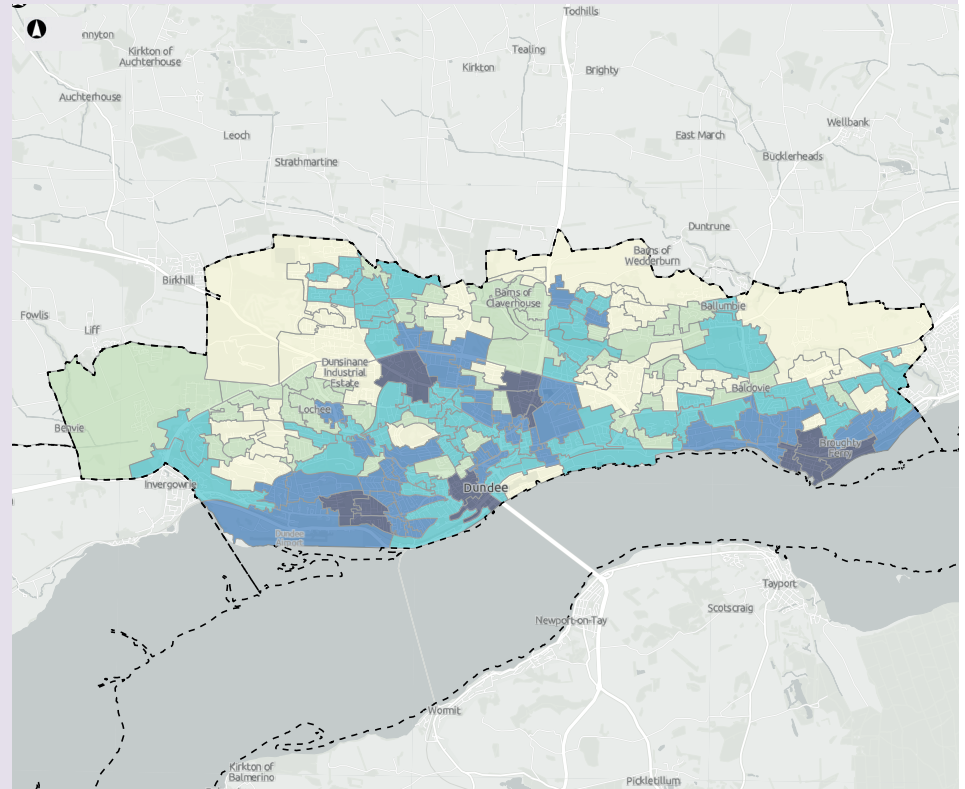 Todhills
Kirkton of
Auchterhouse
Tealing
Kirkton
Brighty
Auchterhouse
Leoch
East March
Wellbank
Strathmartine
Bucklerheads
Duntrune
Barns of
Wedderburn
Birkhill
Barns of
Claverhouse
Ballumbie
Fowlis
Liff
Dunsinane
Industrial
Estate
Baldovie
Lochee
Benvie
Broughty
Ferry
Invergowrie
Dundee
Dundee
Airport
Tayport
Scotscraig
Newport-on-Tay
Wormit
Kirkton of
Balmerino
Pickletillum